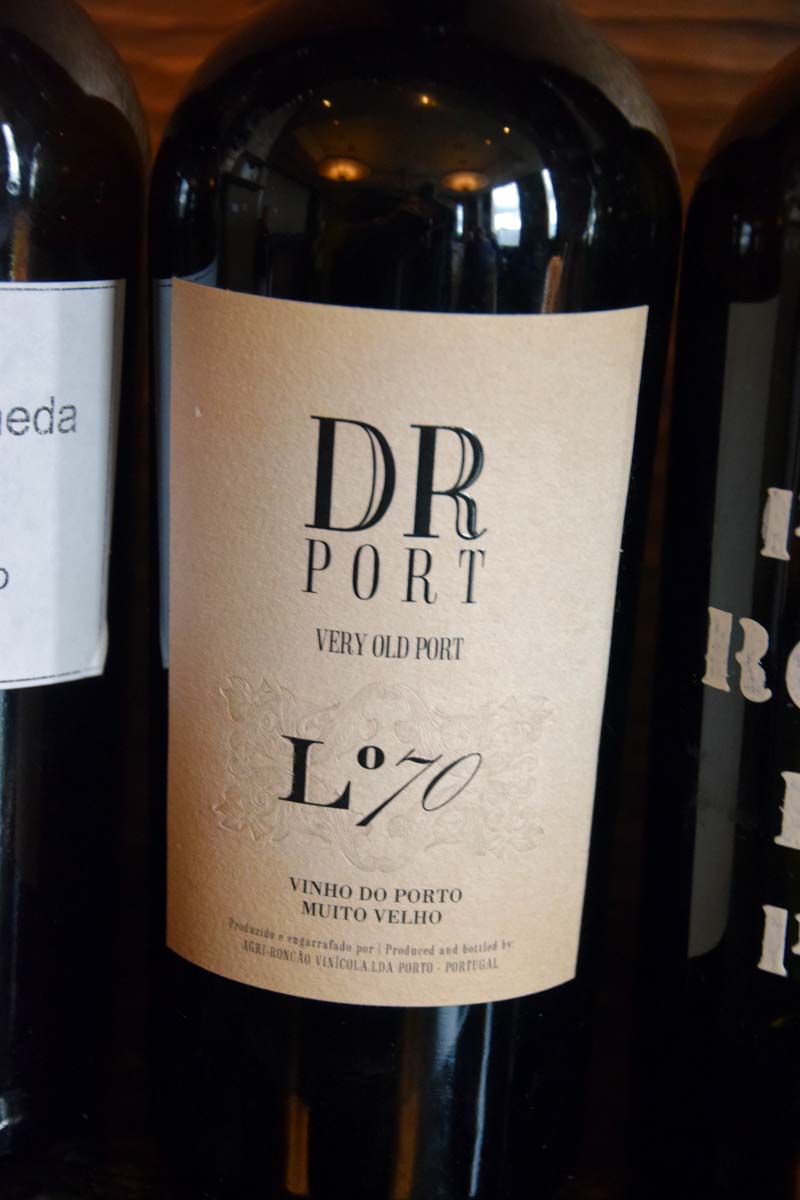 DR
PORT
VERY OLD PORT
Lº70
VINHO DO PORTO
MUITO VELHO
Produzido e engarrafado por | Produced and bottled by:
AGRI-RONCÃO VINÍCOLA.LDA PORTO - PORTUGAL